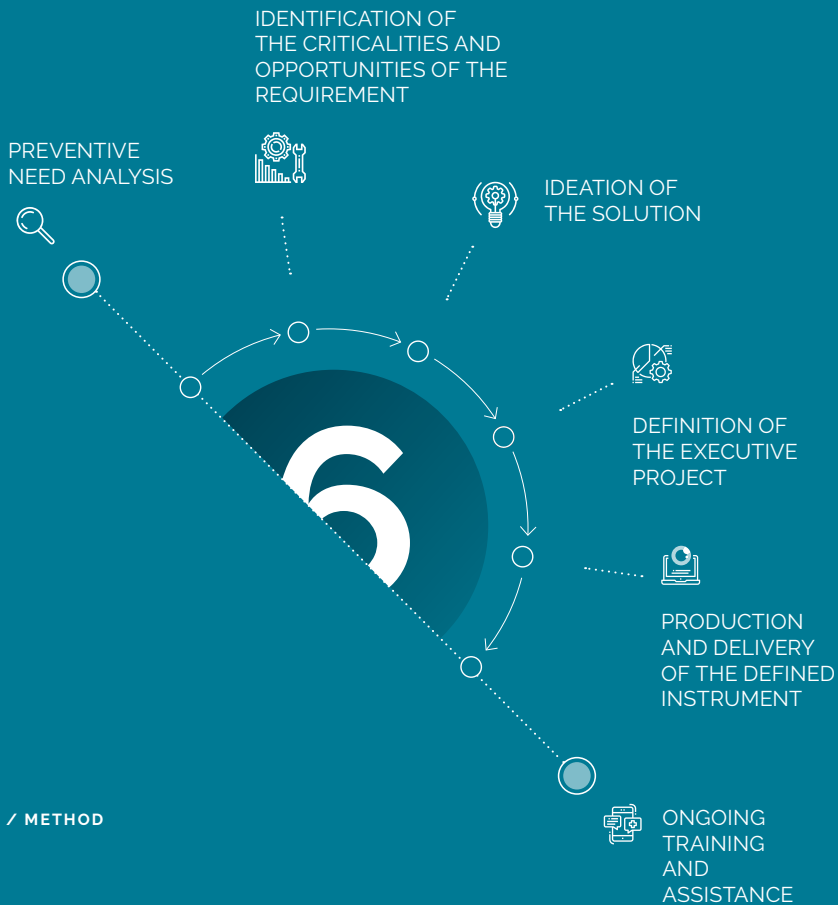 PREVENTIVE
NEED ANALYSIS
IDENTIFICATION OF
THE CRITICALITIES AND
OPPORTUNITIES OF THE
REQUIREMENT
IDEATION OF
THE SOLUTION
DEFINITION OF
THE EXECUTIVE
PROJECT
PRODUCTION
AND DELIVERY
OF THE DEFINED
INSTRUMENT
ONGOING
TRAINING
AND
ASSISTANCE
6
/ METHOD